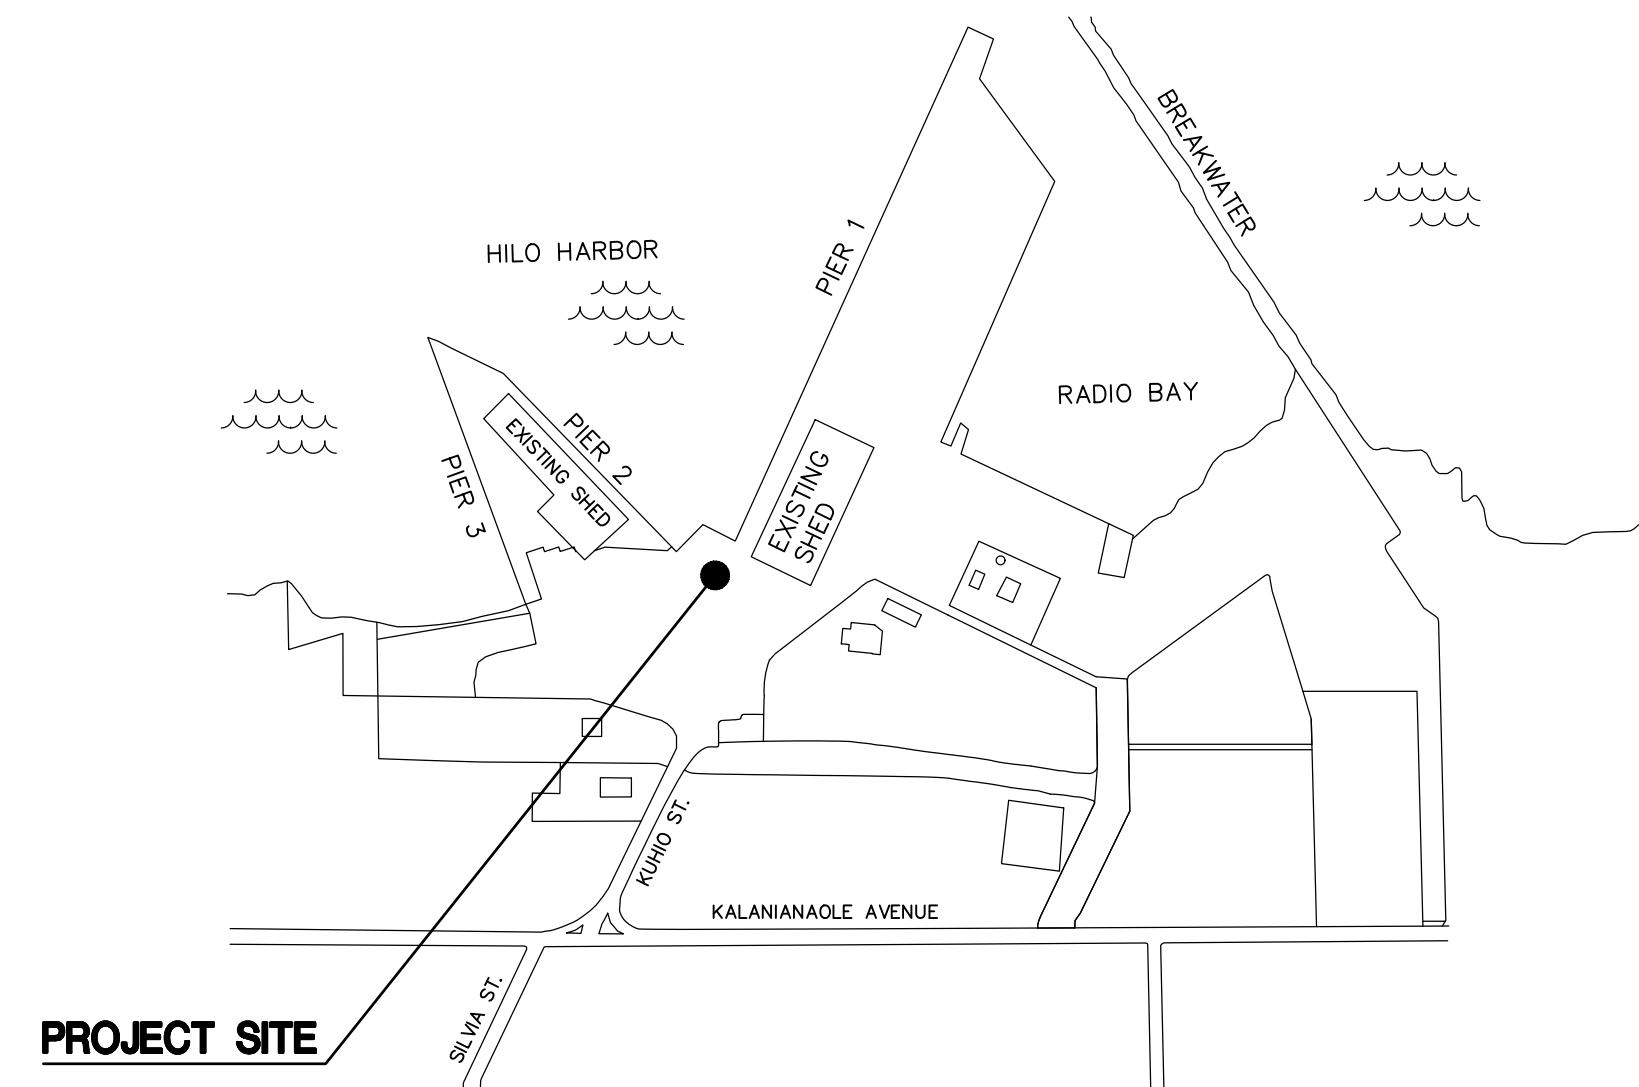 BREAKWATER
PIER 1
HILO HARBOR
RADIO BAY
PIER 2
EXISTING SHED
PIER 3
EXISTING
SHED
KUHIO ST.
KALANIANAOLE AVENUE
SILVIA ST.
PROJECT SITE